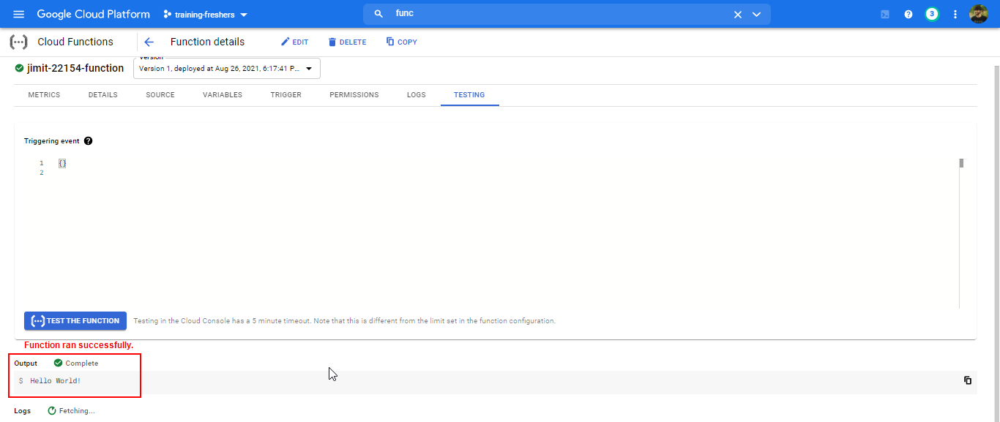 Google Cloud Platform training-freshers func 3
Cloud Functions Function details EDIT DELETE COPY
Version
jimit-22154-function Version 1, deployed at Aug 26, 2021, 6:17:41 P...
METRICS DETAILS SOURCE VARIABLES TRIGGER PERMISSIONS LOGS TESTING
Triggering event ?
1 {}
2
(···) TEST THE FUNCTION Testing in the Cloud Console has a 5 minute timeout. Note that this is different from the limit set in the function configuration.
Function ran successfully.
Output Complete
$ Hello World!
Logs Fetching...